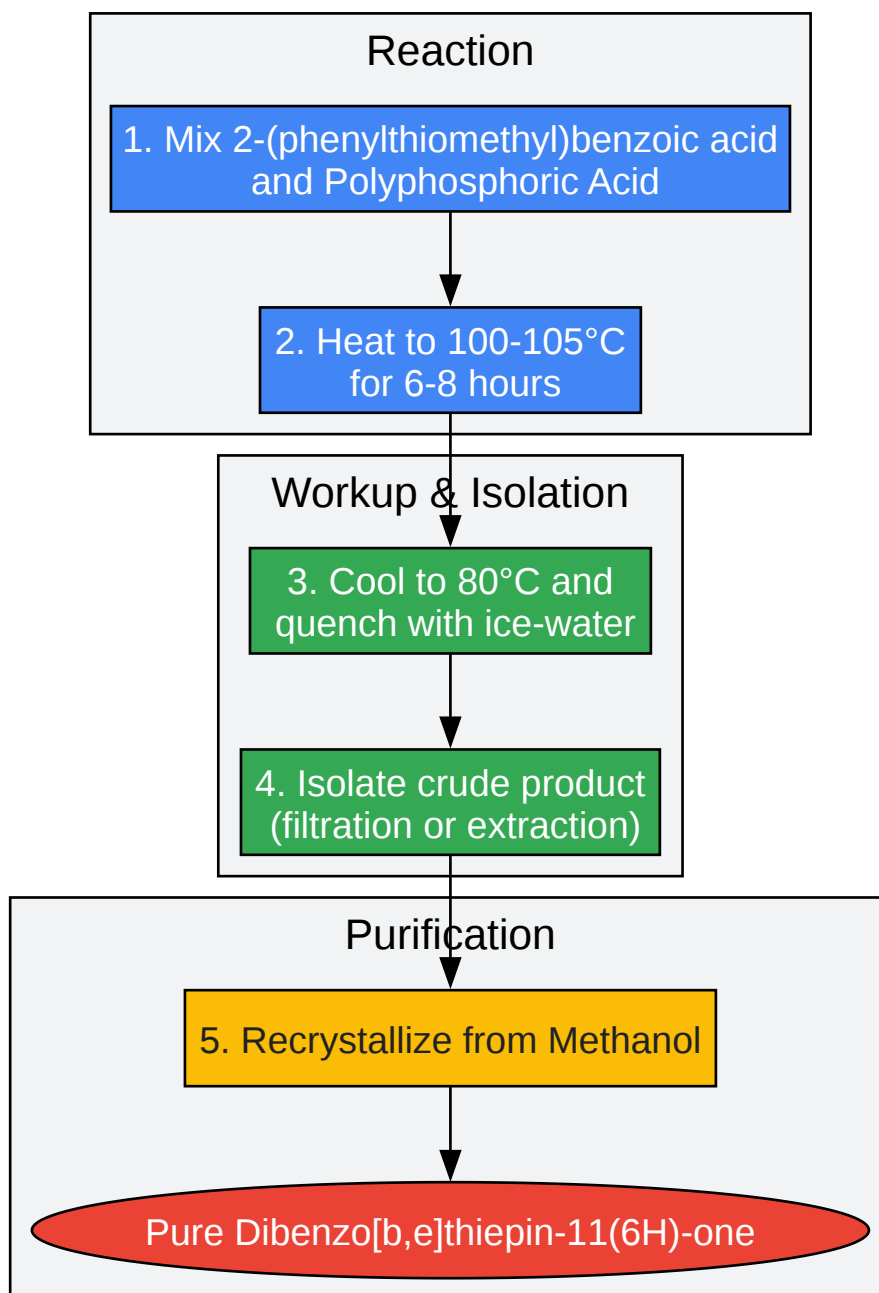 Reaction
1. Mix 2-(phenylthiomethyl)benzoic acid
and Polyphosphoric Acid
2. Heat to 100-105°C
for 6-8 hours
Workup & Isolation
3. Cool to 80°C and
quench with ice-water
4. Isolate crude product
(filtration or extraction)
Purification
5. Recrystallize from Methanol
Pure Dibenzo[b,e]thiepin-11(6H)-one